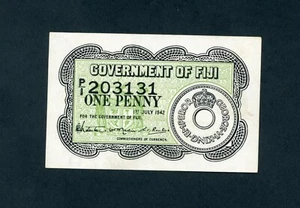 GOVERNMENT OF FIJI
P/1 203131
ONE PENNY
1ST JULY 1942
FOR THE GOVERNMENT OF FIJI
COMMISSIONERS OF CURRENCY